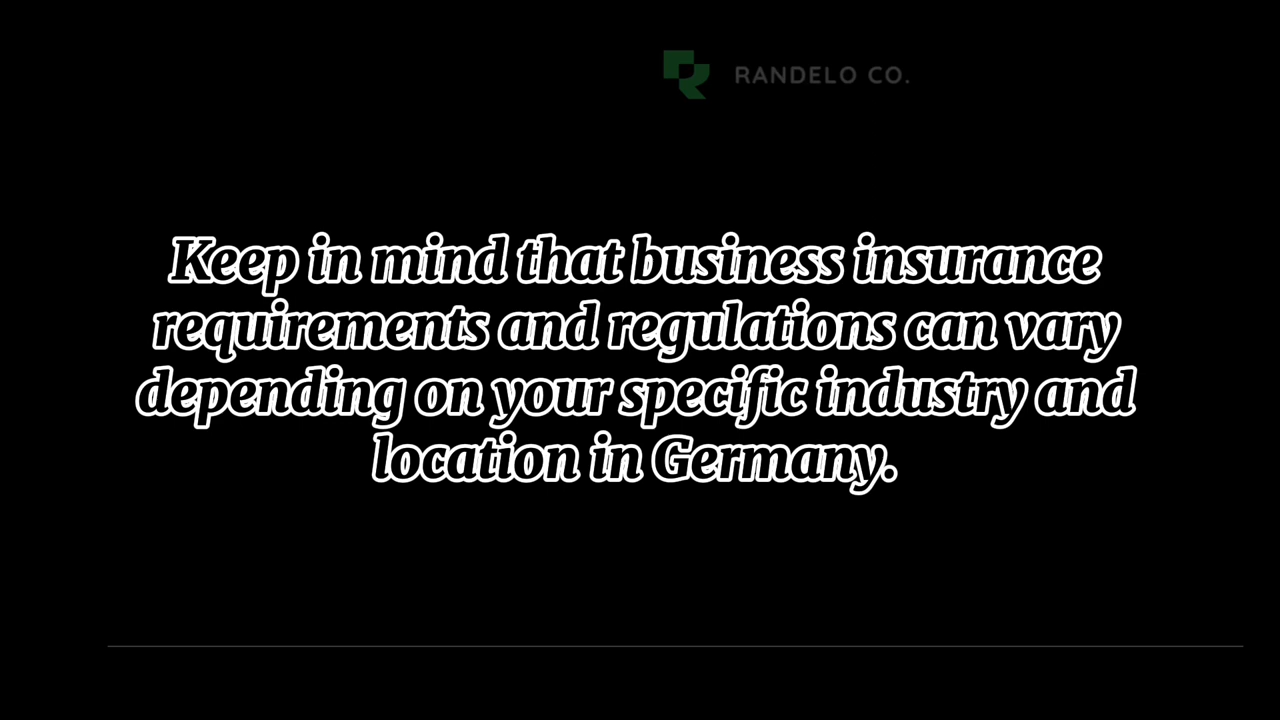 RANDELO CO.
Keep in mind that business insurance
requirements and regulations can vary
depending on your specific industry and
location in Germany.